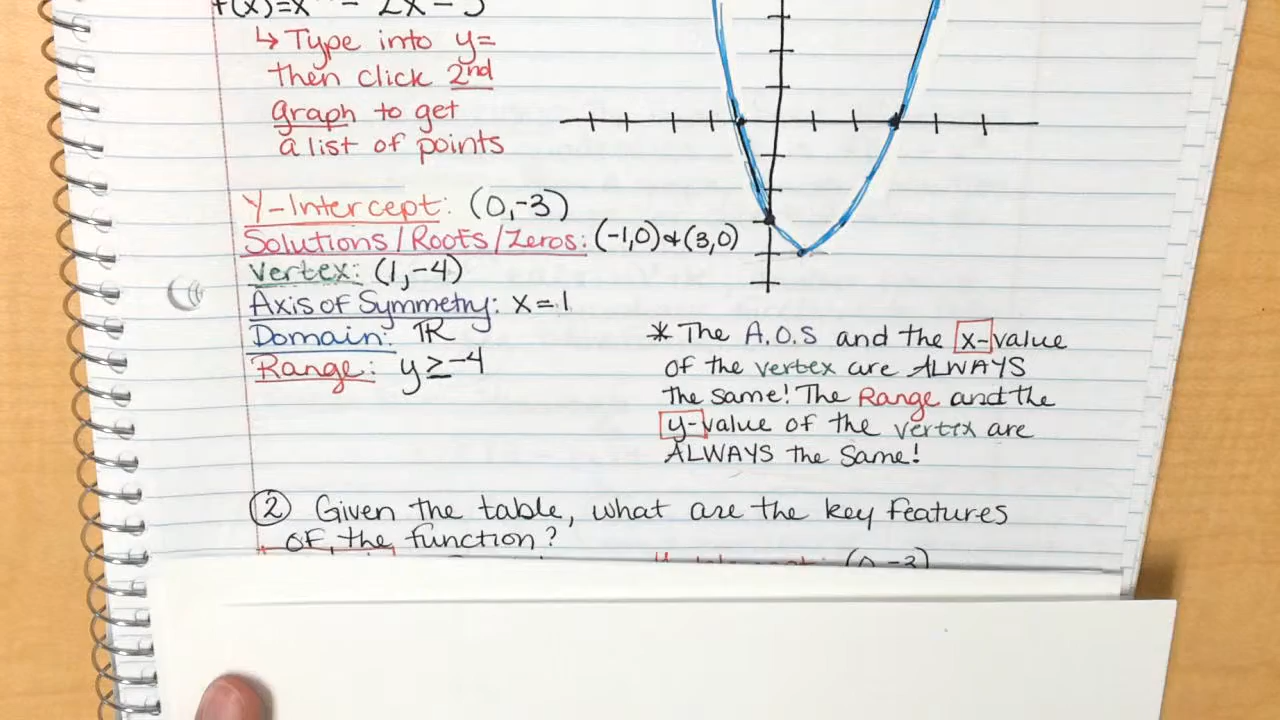 f(x)=x² - 2x - 3
↳ Type into y=
then click 2nd
graph to get
a list of points
Y-Intercept: (0,-3)
Solutions/Roots/Zeros: (-1,0) & (3,0)
Vertex: (1,-4)
Axis of Symmetry: x=1
Domain: ℝ
Range: y≥-4
* The A.O.S and the x-value
of the vertex are ALWAYS
the same! The Range and the
y-value of the vertex are
ALWAYS the same!
② Given the table, what are the key features
of the function?